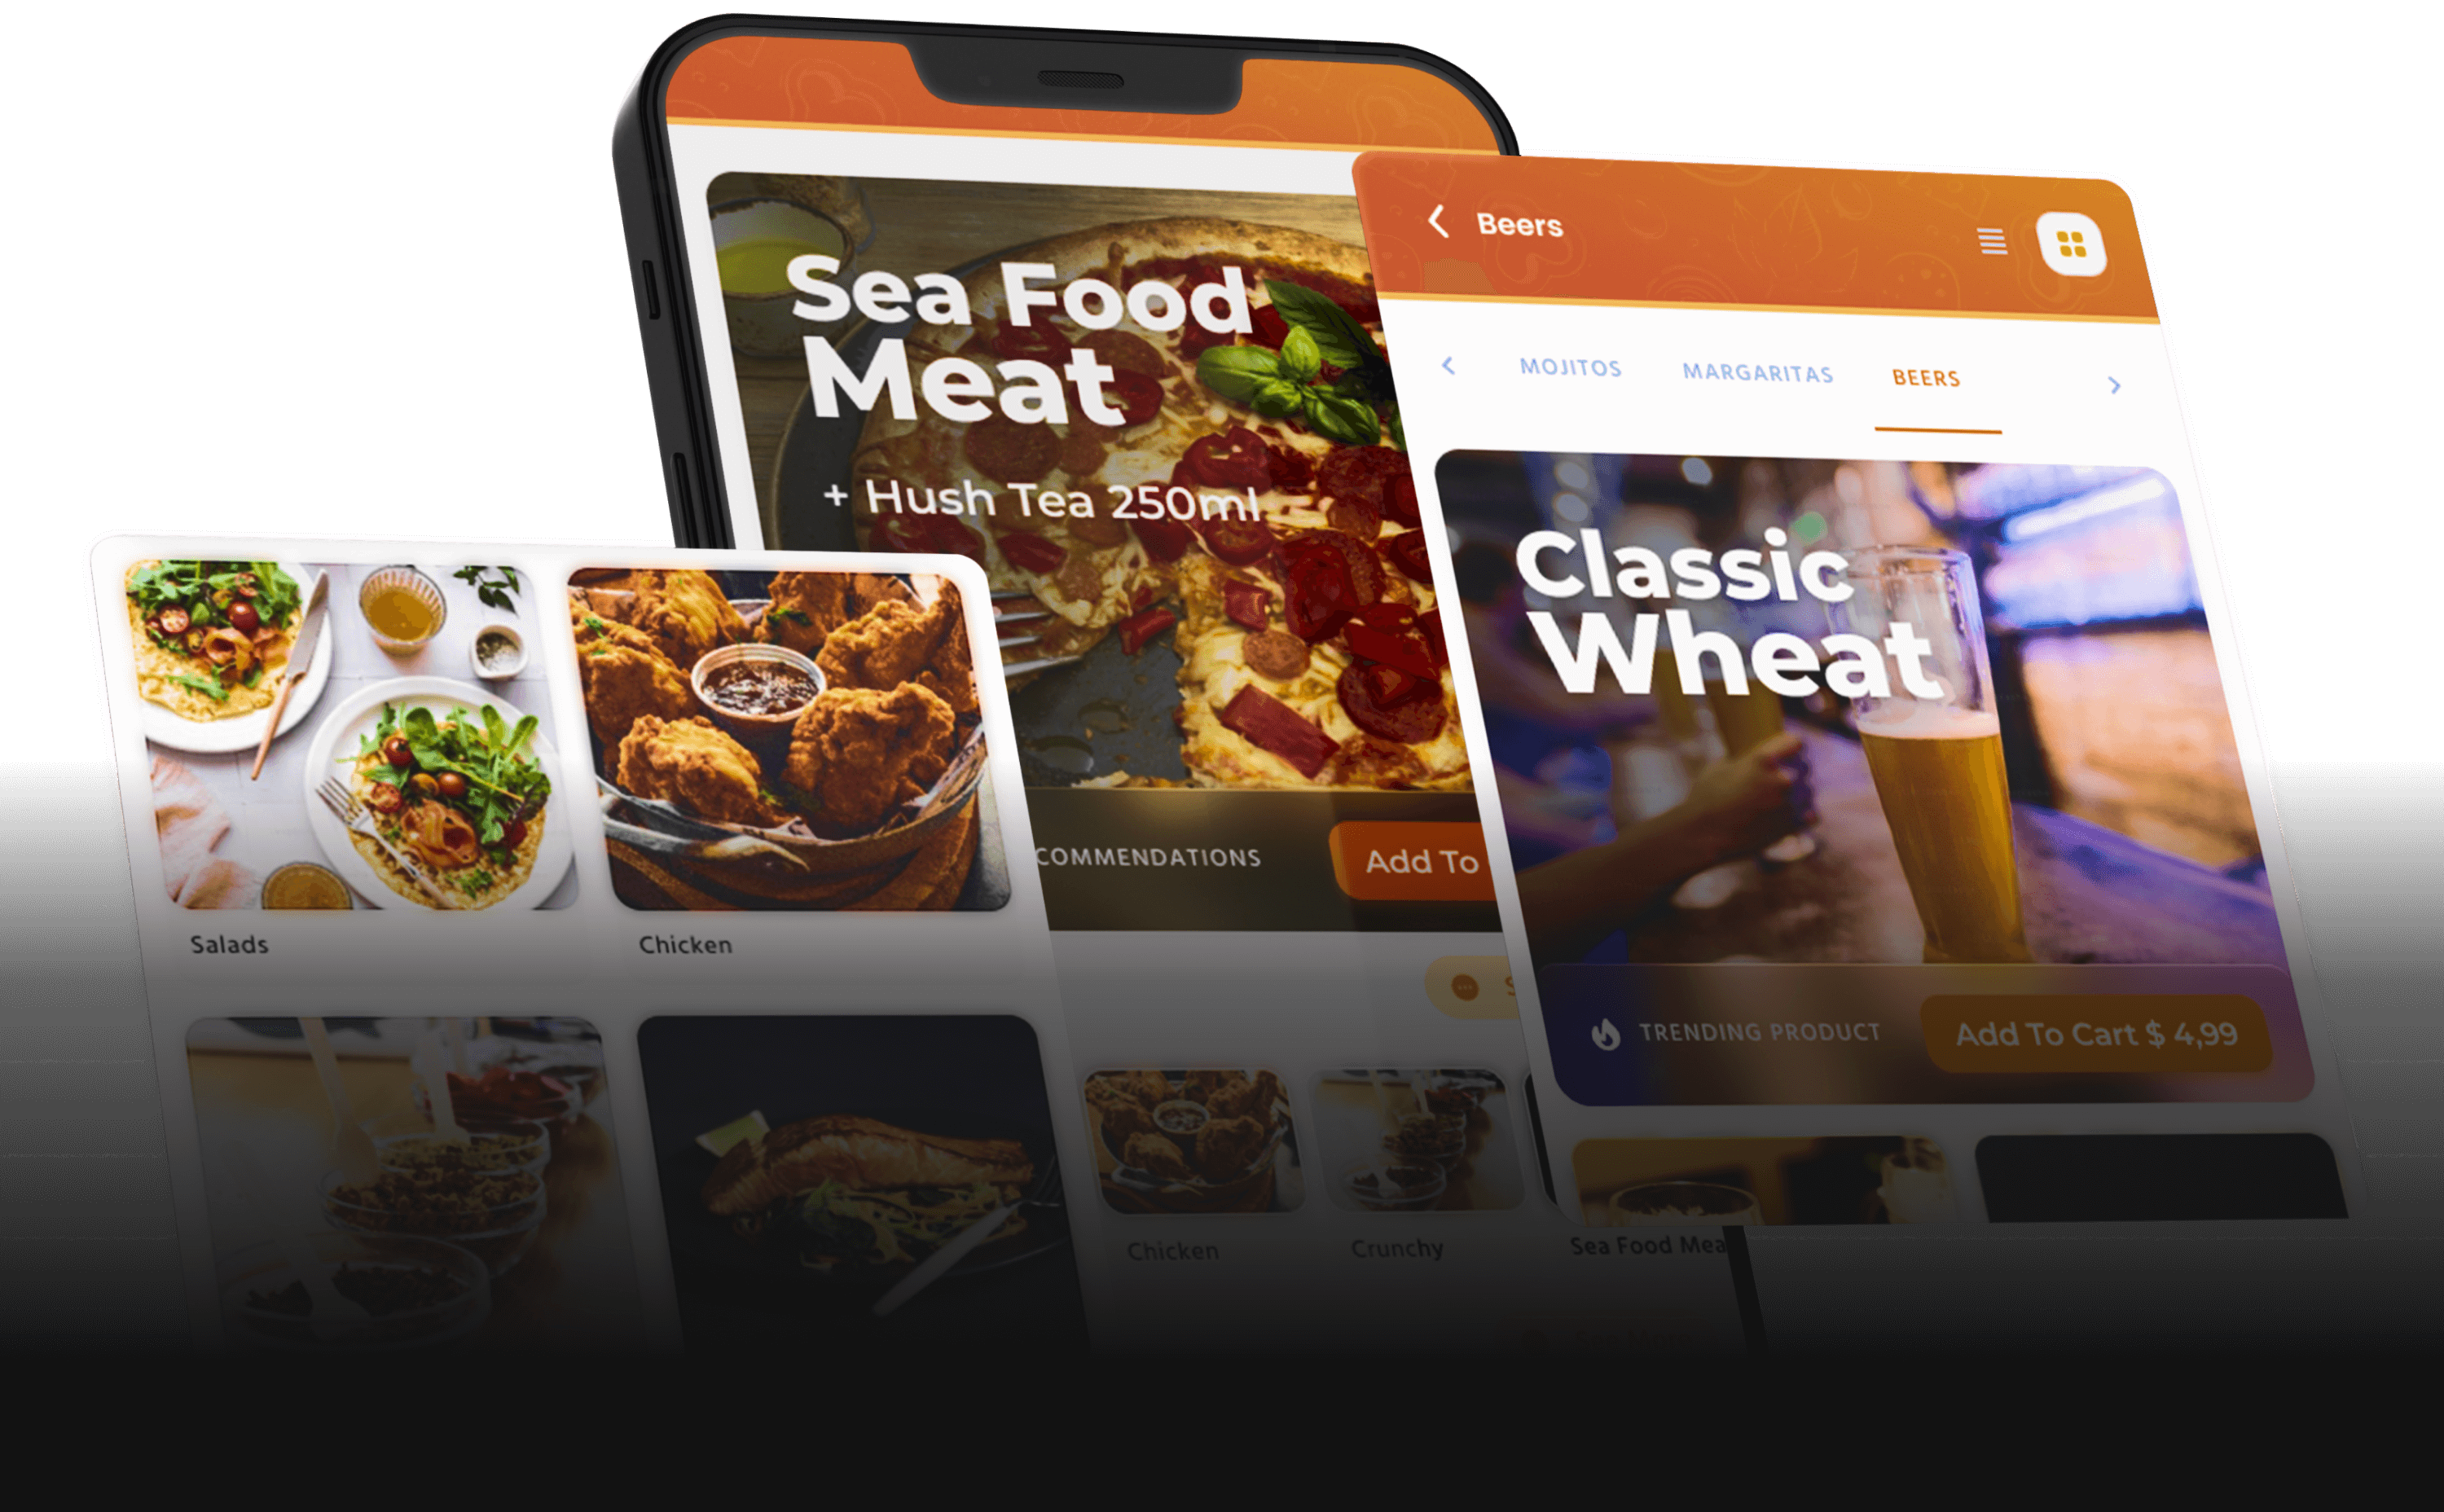 Sea Food
Meat
+ Hush Tea 250ml
COMMENDATIONS
Add To
Chicken
Crunchy
Sea Food Mea
Beers
MOJITOS
MARGARITAS
BEERS
Classic
Wheat
TRENDING PRODUCT
Add To Cart $ 4,99
Salads
Chicken